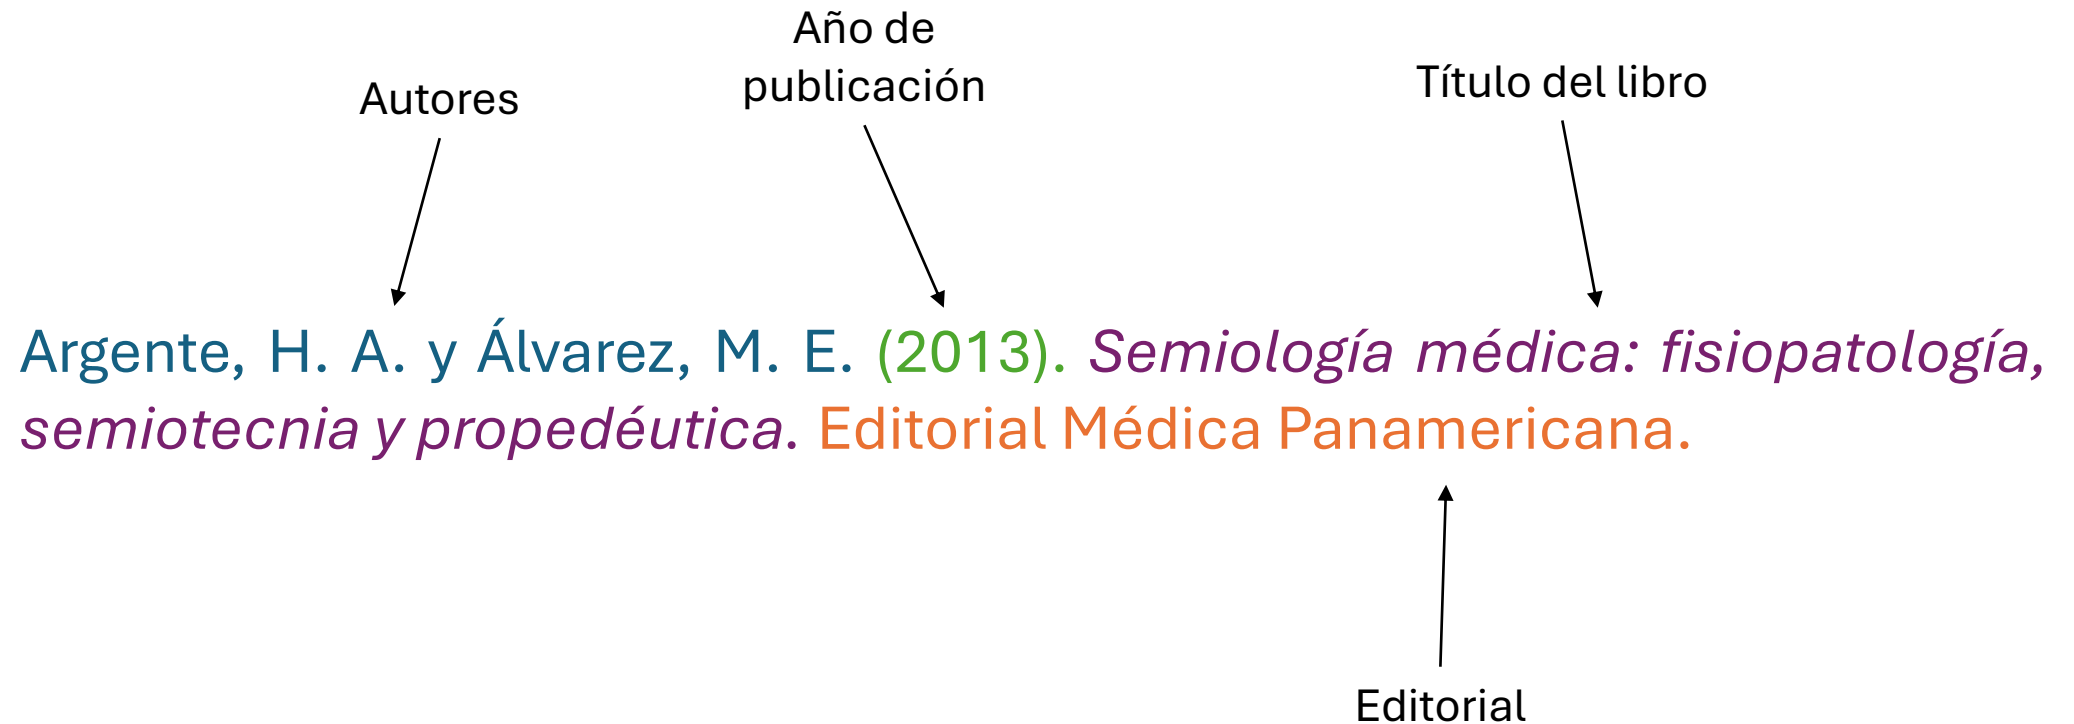 Año de
publicación
Autores
Título del libro
Argente, H. A. y Álvarez, M. E. (2013). Semiología médica: fisiopatología,
semiotecnia y propedéutica. Editorial Médica Panamericana.
Editorial